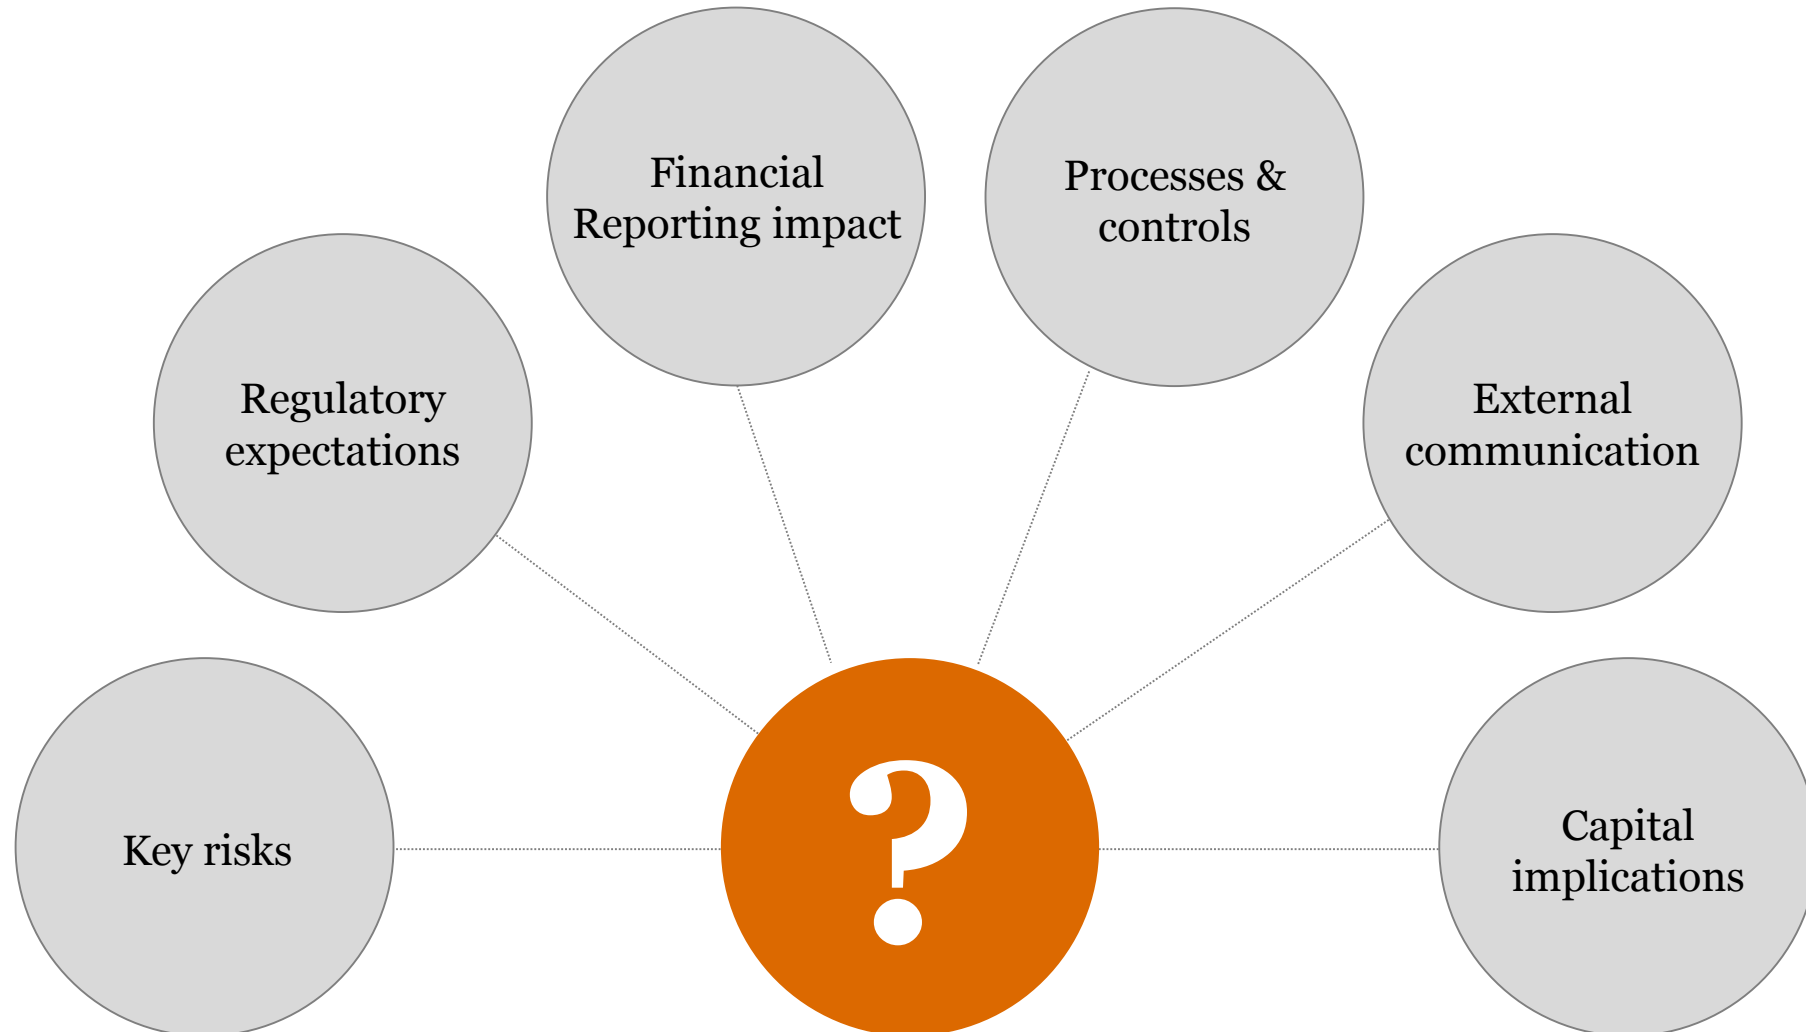 Financial
Reporting impact
Processes &
controls
Regulatory
expectations
External
communication
Key risks
?
Capital
implications